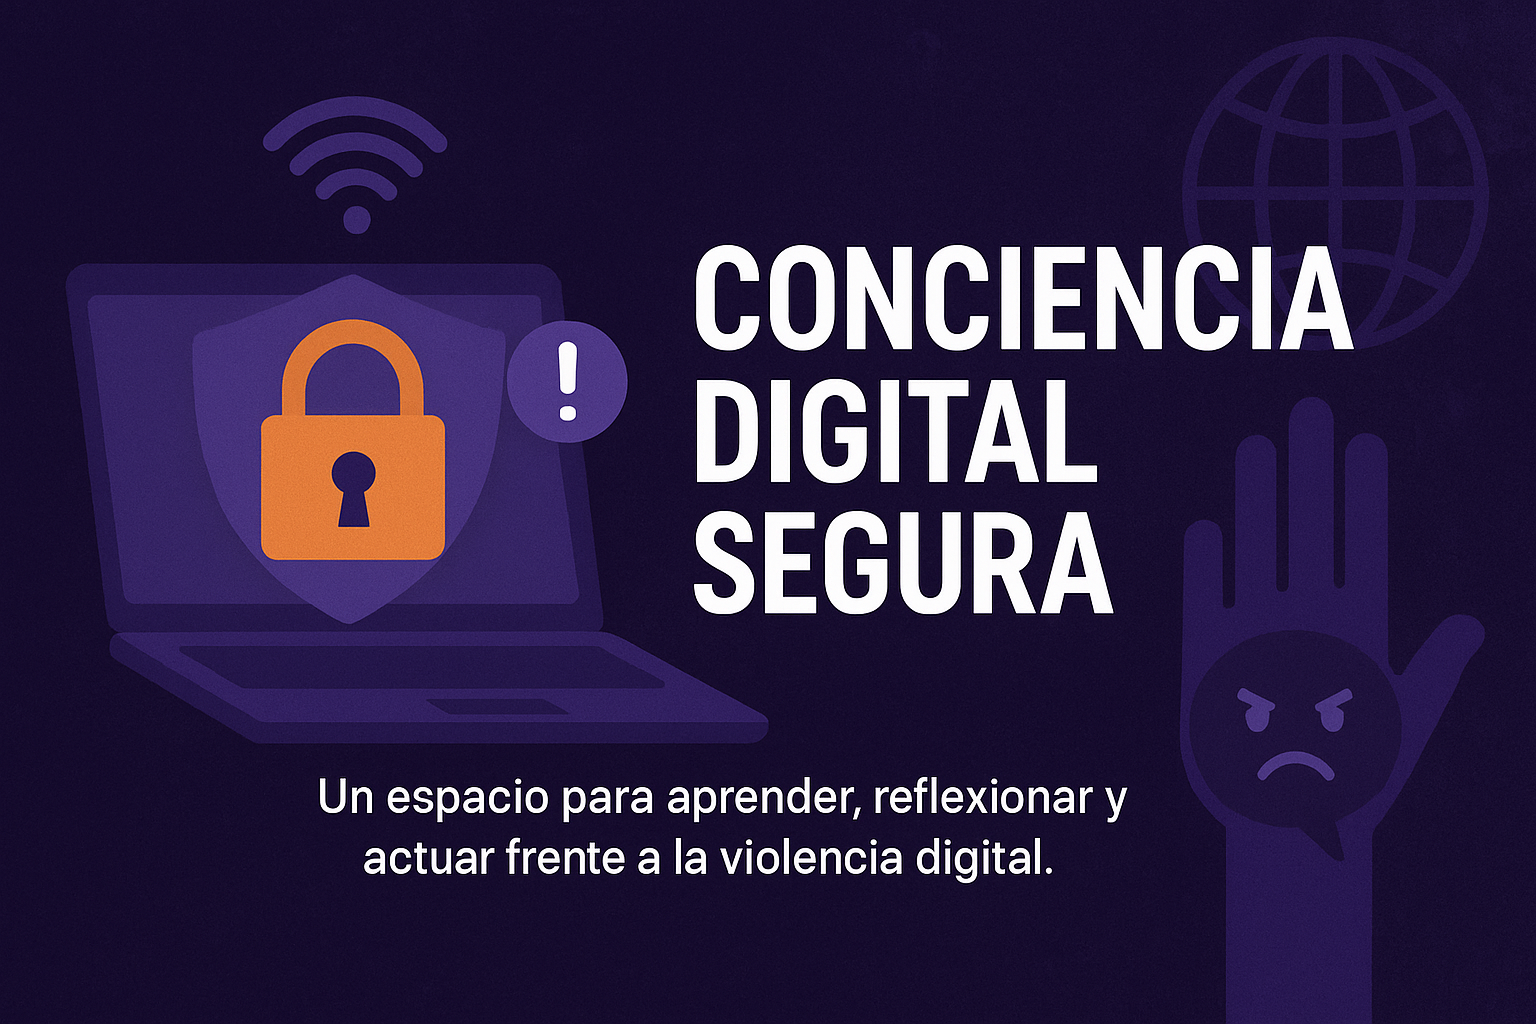 CONCIENCIA
DIGITAL
SEGURA
Un espacio para aprender, reflexionar y
actuar frente a la violencia digital.